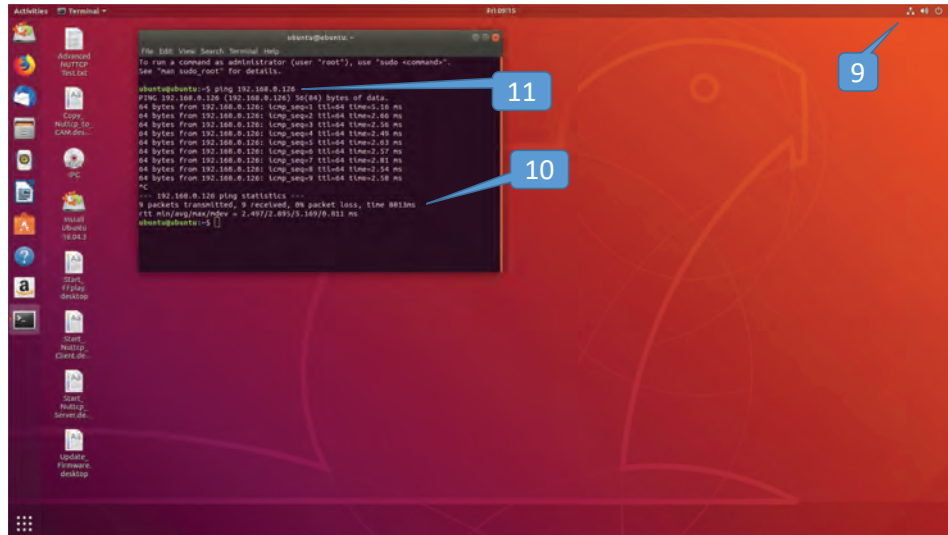 Activities Terminal
Fri 09:15
ubuntu@ubuntu: ~
File Edit View Search Terminal Help
To run a command as administrator (user "root"), use "sudo <command>".
See "man sudo_root" for details.
ubuntu@ubuntu:~$ ping 192.168.0.126
PING 192.168.0.126 (192.168.0.126) 56(84) bytes of data.
64 bytes from 192.168.0.126: icmp_seq=1 ttl=64 time=5.16 ms
64 bytes from 192.168.0.126: icmp_seq=2 ttl=64 time=2.66 ms
64 bytes from 192.168.0.126: icmp_seq=3 ttl=64 time=2.56 ms
64 bytes from 192.168.0.126: icmp_seq=4 ttl=64 time=2.49 ms
64 bytes from 192.168.0.126: icmp_seq=5 ttl=64 time=2.63 ms
64 bytes from 192.168.0.126: icmp_seq=6 ttl=64 time=2.57 ms
64 bytes from 192.168.0.126: icmp_seq=7 ttl=64 time=2.81 ms
64 bytes from 192.168.0.126: icmp_seq=8 ttl=64 time=2.54 ms
64 bytes from 192.168.0.126: icmp_seq=9 ttl=64 time=2.58 ms
^C
--- 192.168.0.126 ping statistics ---
9 packets transmitted, 9 received, 0% packet loss, time 8013ms
rtt min/avg/max/mdev = 2.497/2.895/5.169/0.811 ms
ubuntu@ubuntu:~$
9
11
10
Advanced
NUTTCP
Test.txt
Copy_
Nuttcp_to_
CAM.des...
iPG
Install
Ubuntu
16.04.3
Start_
FFplay.
desktop
Start_
Nuttcp_
Client.de...
Start_
Nuttcp_
Server.de...
Update_
Firmware.
desktop